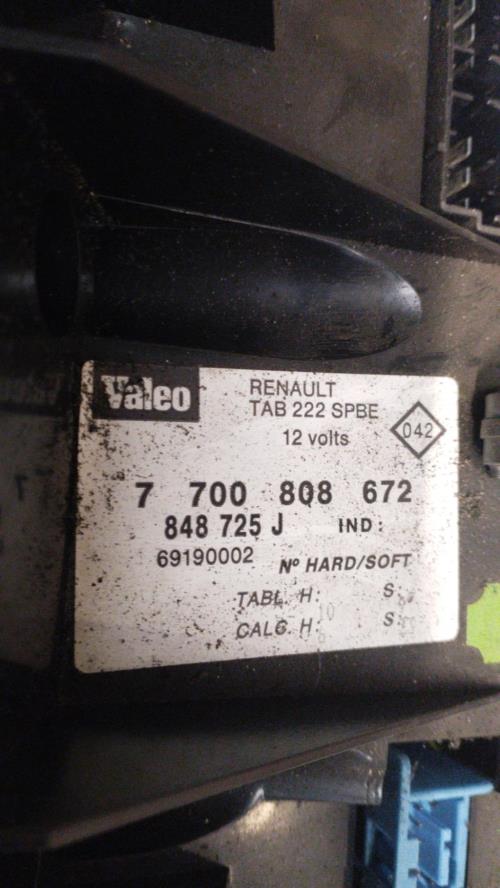 Valeo
RENAULT
TAB 222 SPBE
12 volts
042
7 700 808 672
848 725 J IND:
69190002 Nº HARD/SOFT
TABL. H: S:
CALC. H: S: